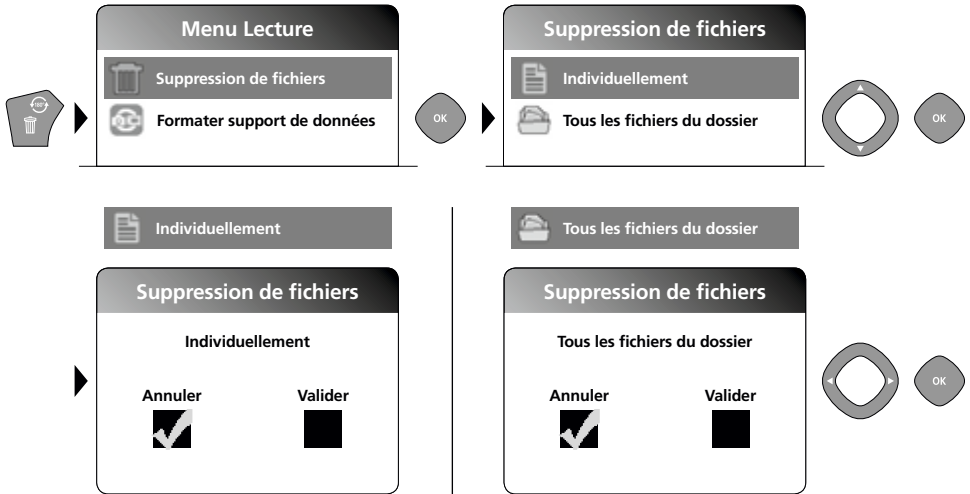 Menu Lecture
Suppression de fichiers
Formater support de données
180°
OK
Suppression de fichiers
Individuellement
Tous les fichiers du dossier
OK
Individuellement
Suppression de fichiers
Individuellement
Annuler
Valider
Tous les fichiers du dossier
Suppression de fichiers
Tous les fichiers du dossier
Annuler
Valider
OK